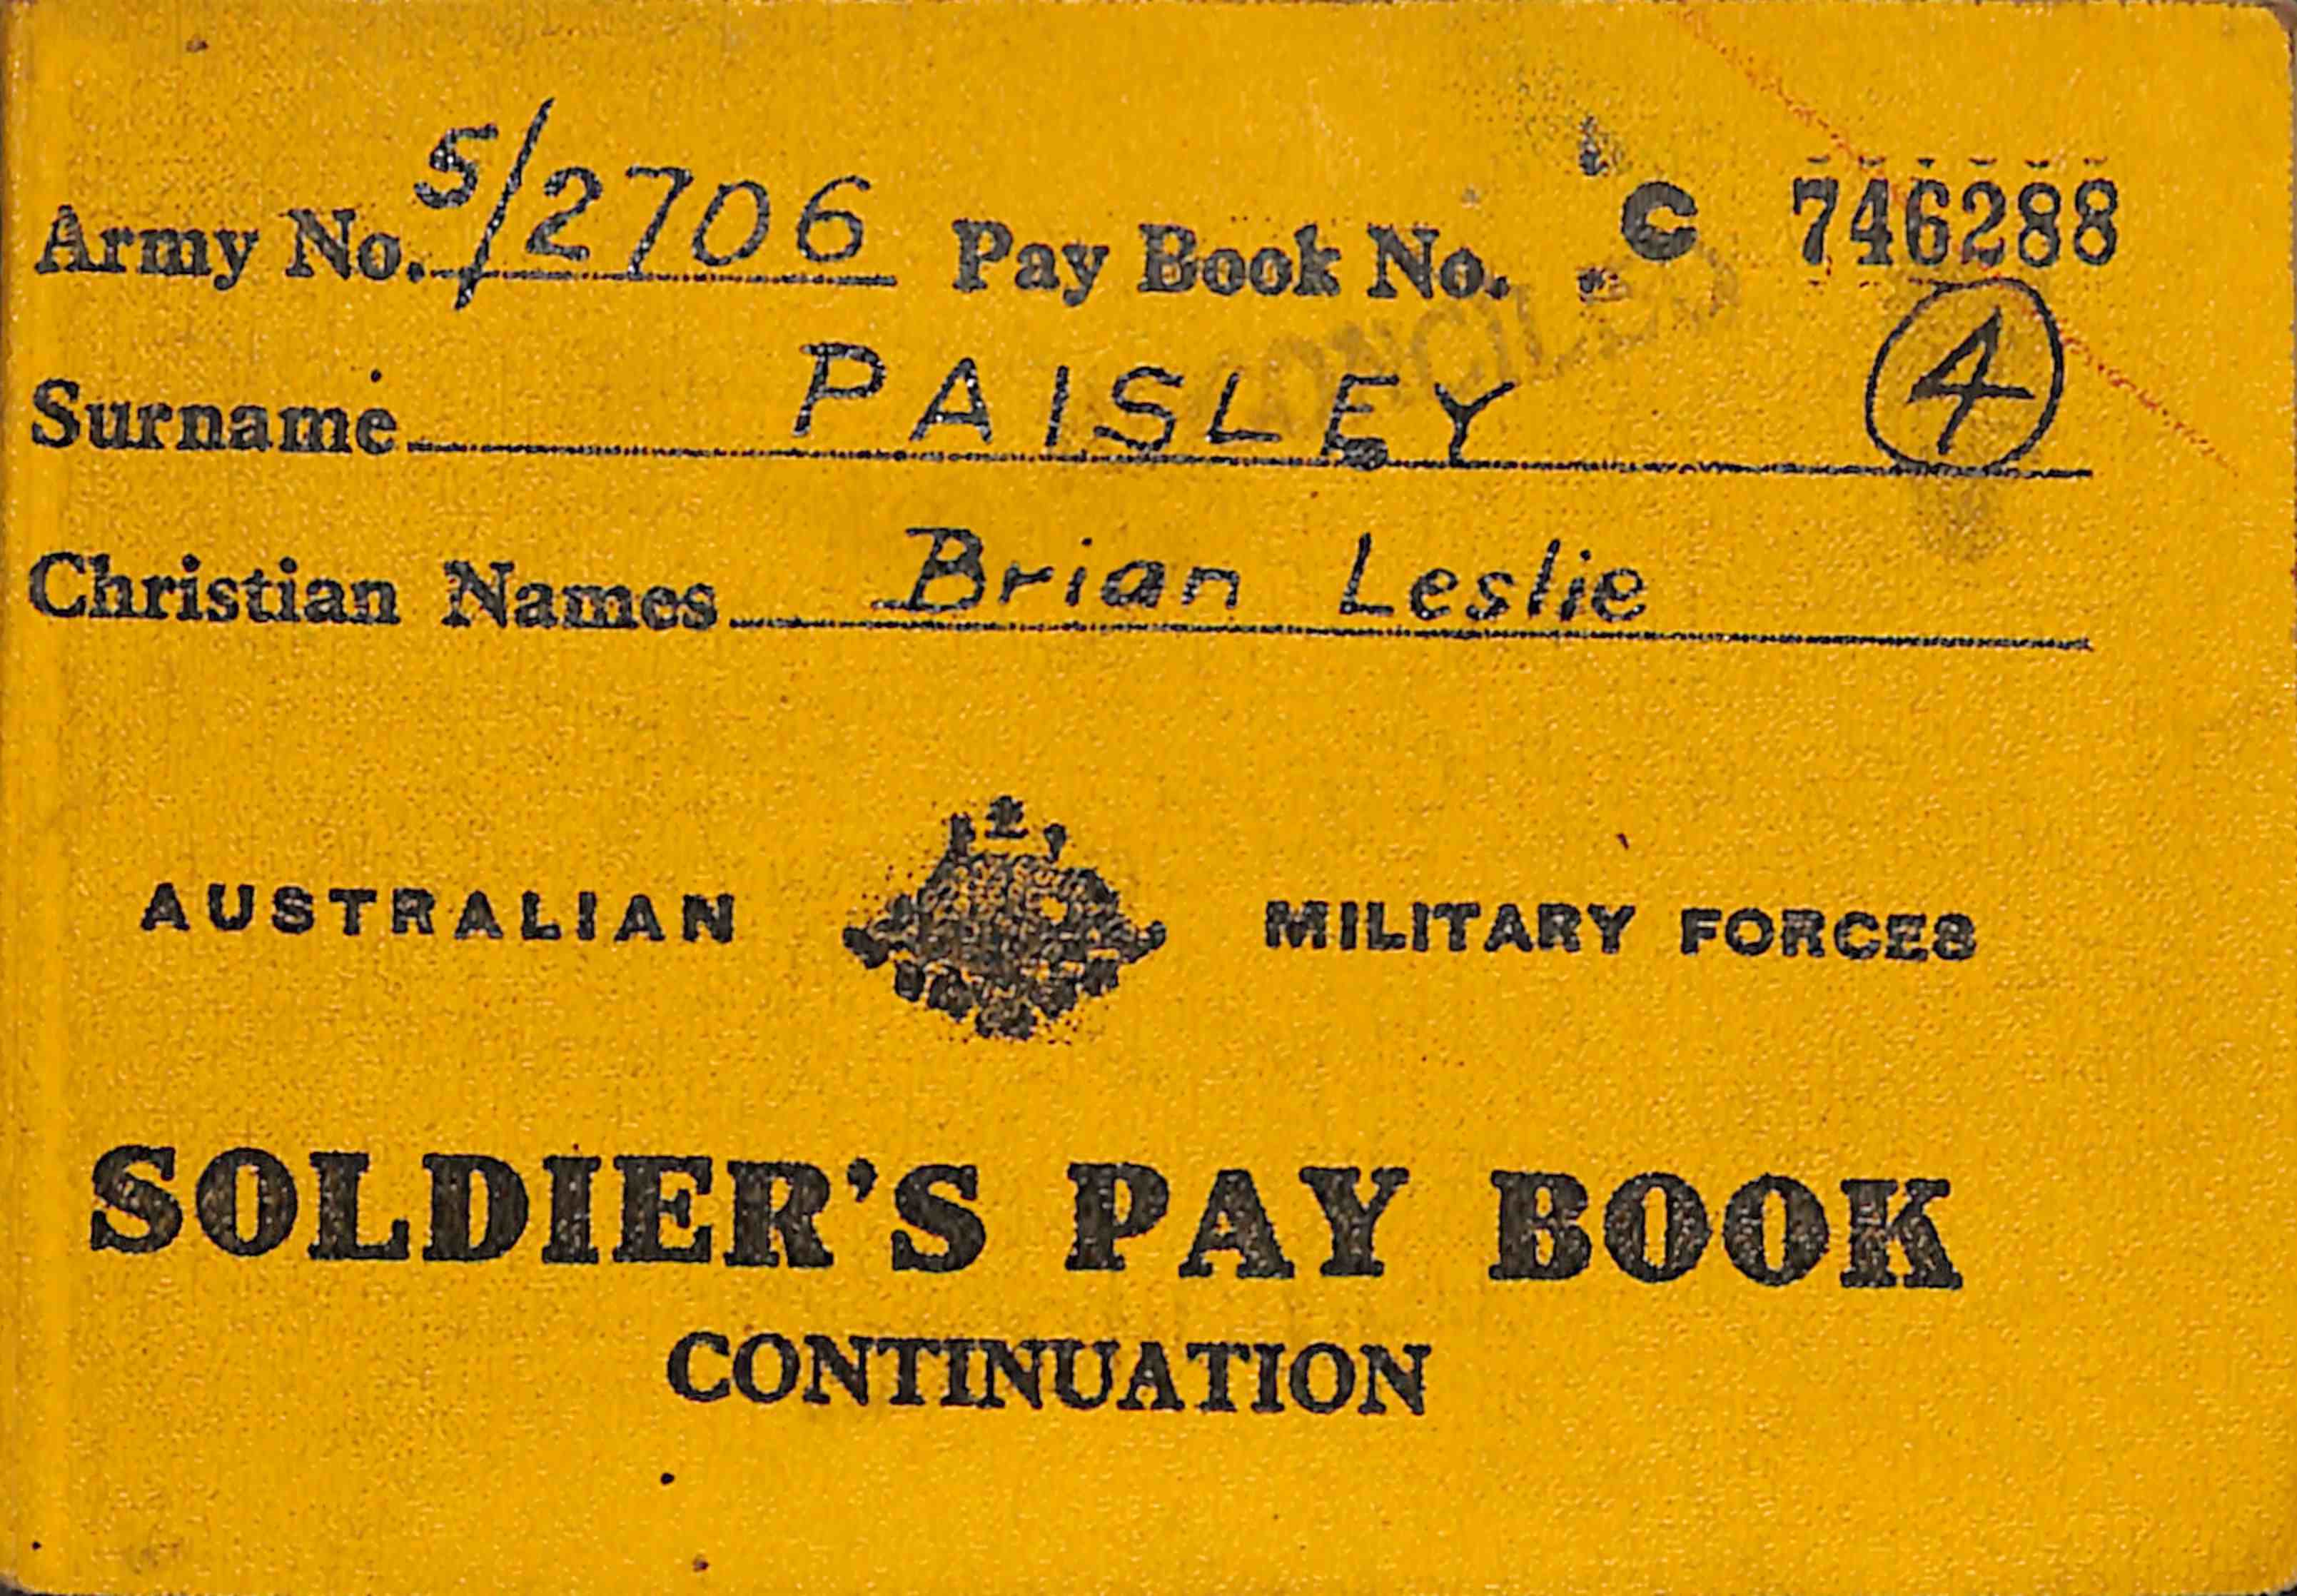 Army No. 5/2706 Pay Book No. C 746288
Surname PAISLEY 4
Christian Names Brian Leslie
AUSTRALIAN MILITARY FORCES
SOLDIER'S PAY BOOK
CONTINUATION